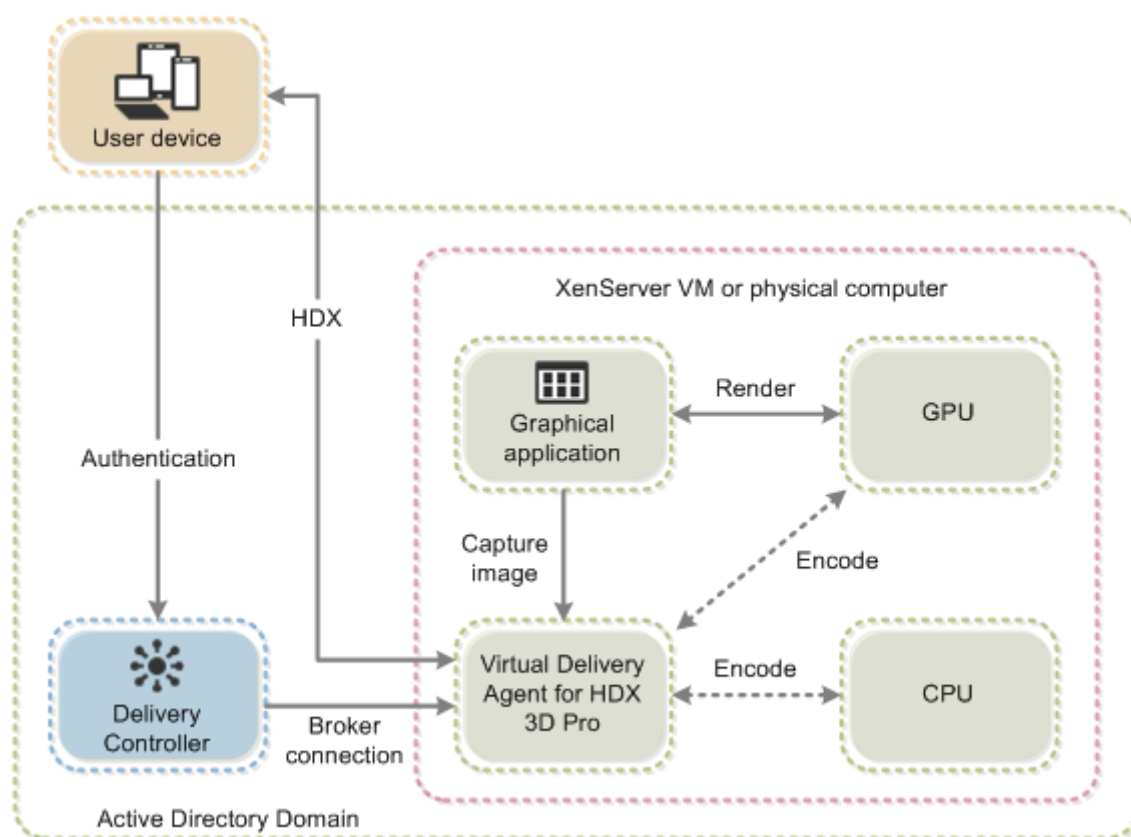 User device
XenServer VM or physical computer
HDX
Render
Graphical
application
GPU
Authentication
Capture
image
Encode
Delivery
Controller
Broker
connection
Virtual Delivery
Agent for HDX
3D Pro
Encode
CPU
Active Directory Domain